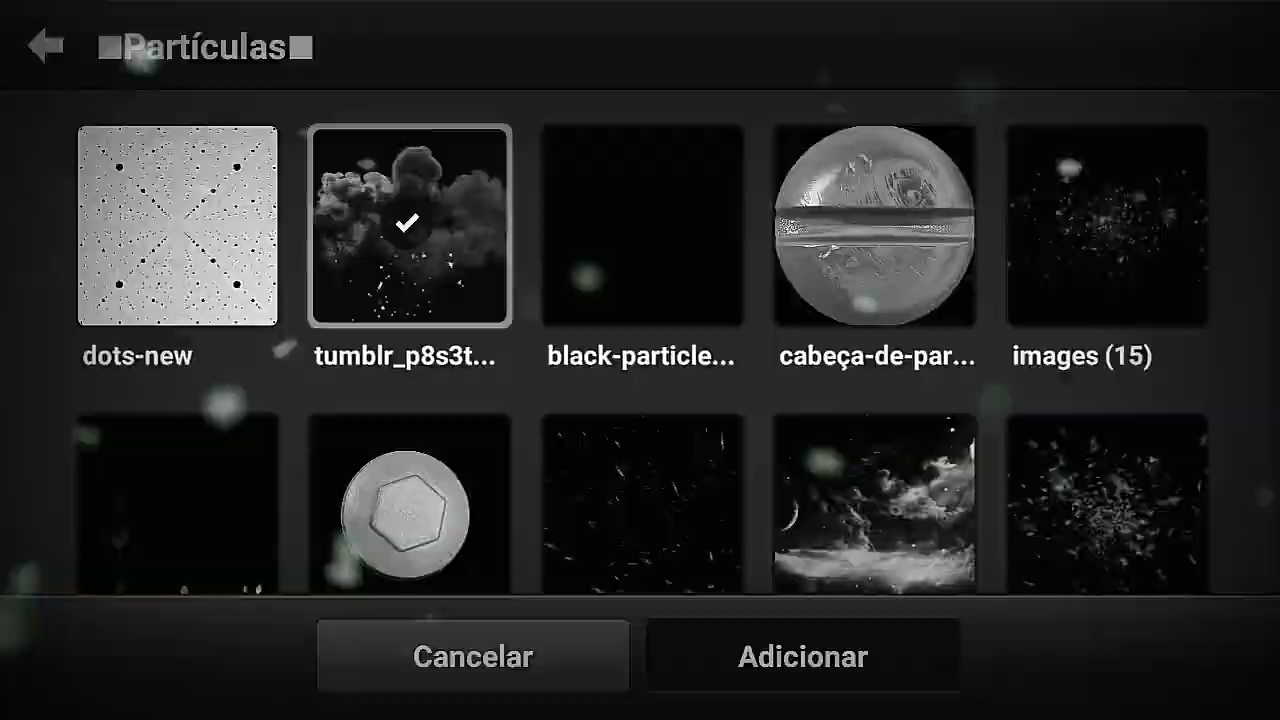 Partículas
dots-new
tumblr_p8s3t...
black-particle...
cabeça-de-par...
images (15)
Cancelar
Adicionar